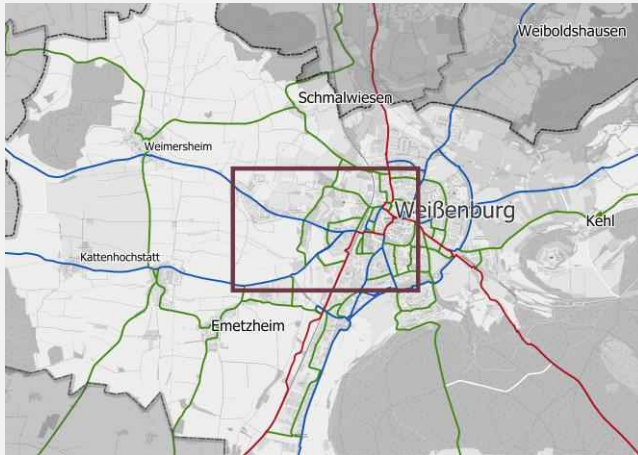 Weiboldshausen
Schmalwiesen
Weimersheim
Weißenburg
Kehl
Kattenhochstatt
Emetzheim